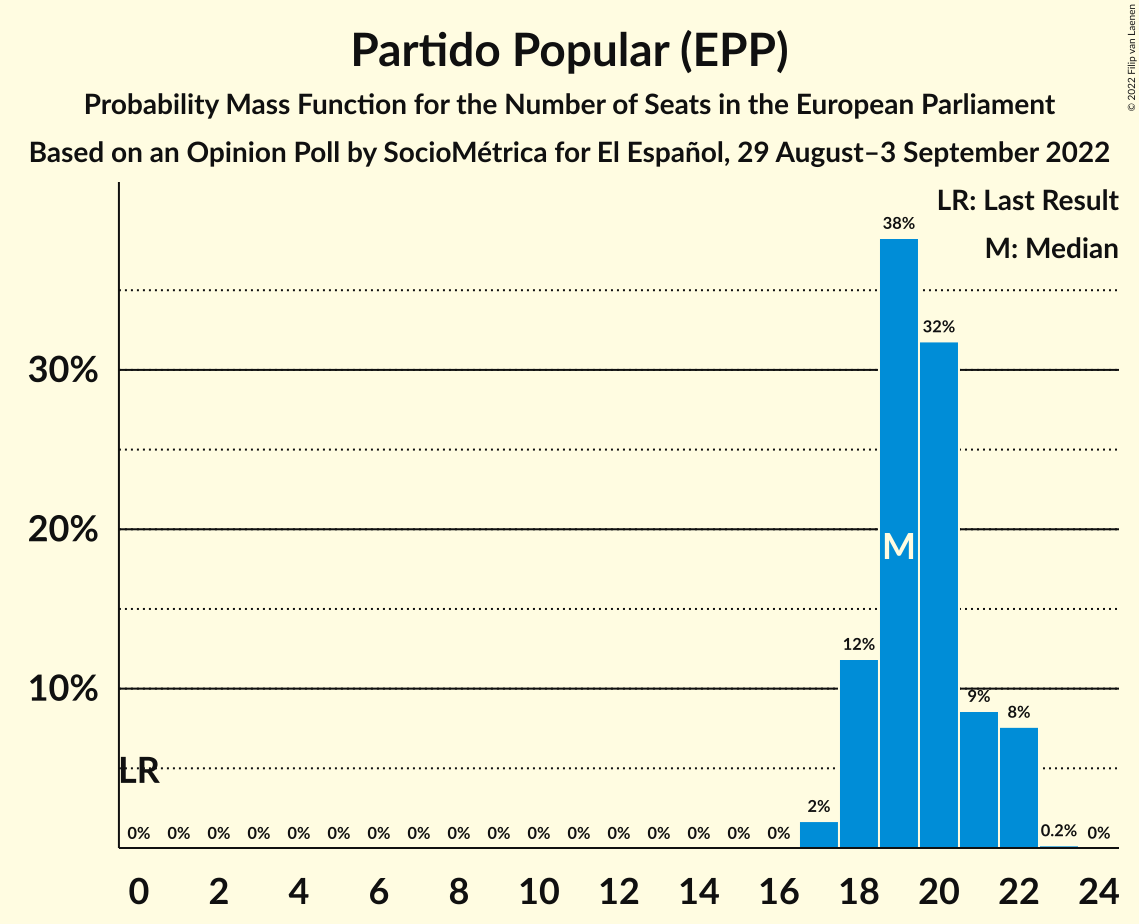 Partido Popular (EPP)
Probability Mass Function for the Number of Seats in the European Parliament
Based on an Opinion Poll by SocioMétrica for El Español, 29 August–3 September 2022
© 2022 Filip van Laenen
LR: Last Result
M: Median
38%
32%
30%
20%
M
12%
10%
9%
8%
LR
2%
0% 0% 0% 0% 0% 0% 0% 0% 0% 0% 0% 0% 0% 0% 0% 0% 0% 0.2% 0%
0 2 4 6 8 10 12 14 16 18 20 22 24